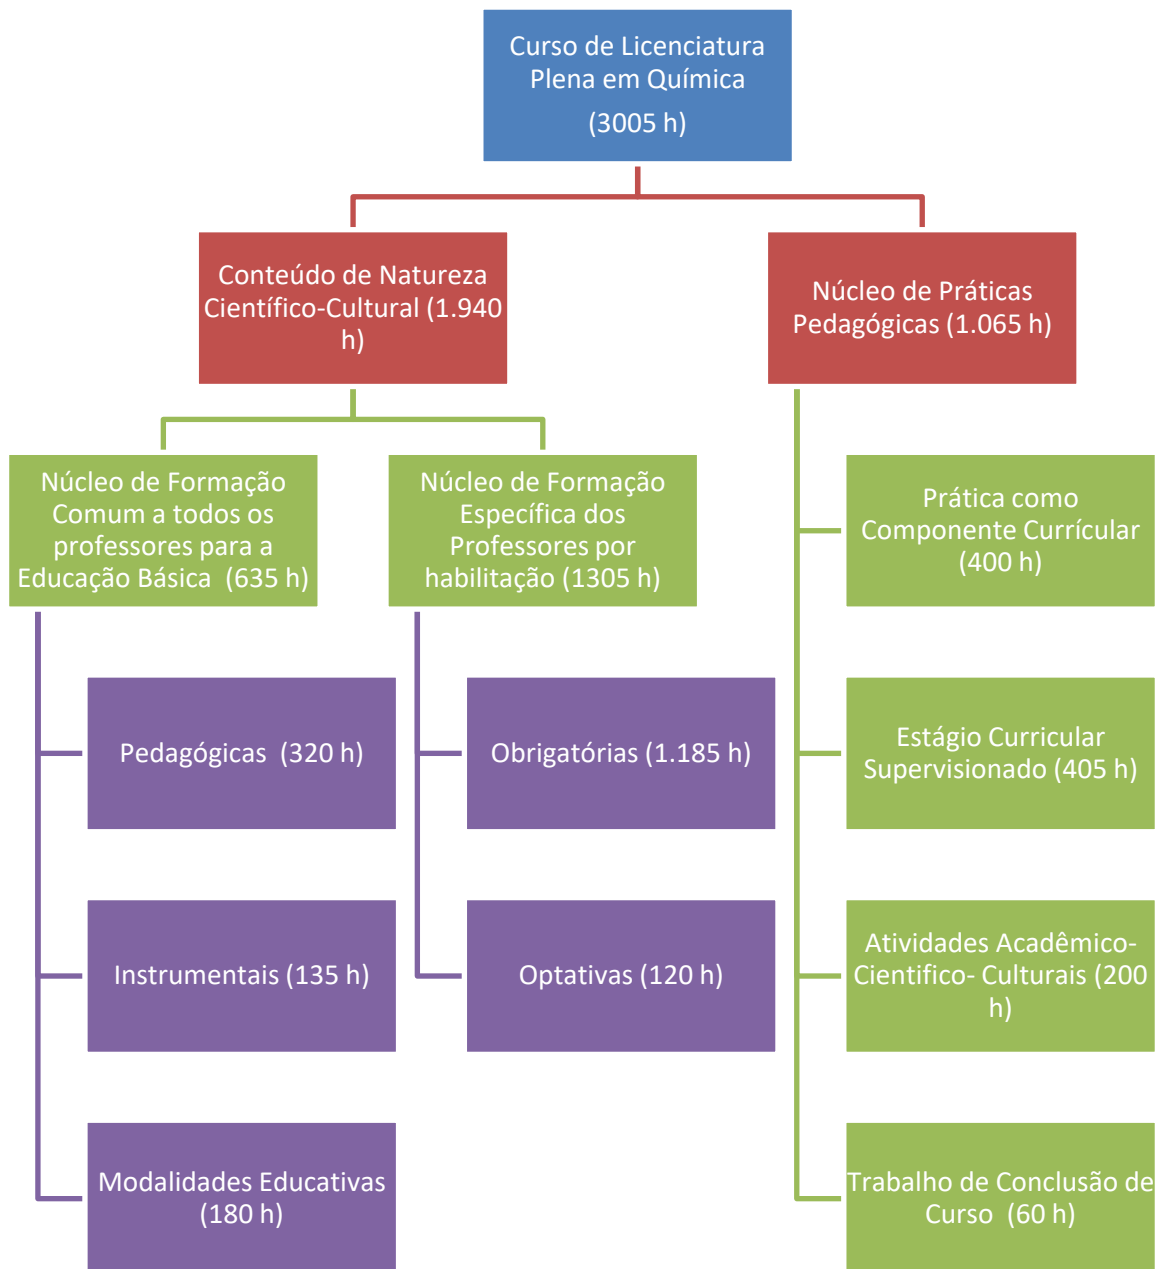 Curso de Licenciatura
Plena em Química
(3005 h)
Conteúdo de Natureza
Científico-Cultural (1.940
h)
Núcleo de Práticas
Pedagógicas (1.065 h)
Núcleo de Formação
Comum a todos os
professores para a
Educação Básica (635 h)
Núcleo de Formação
Específica dos
Professores por
habilitação (1305 h)
Prática como
Componente Currícular
(400 h)
Pedagógicas (320 h)
Obrigatórias (1.185 h)
Estágio Curricular
Supervisionado (405 h)
Instrumentais (135 h)
Optativas (120 h)
Atividades Acadêmico-
Cientifico- Culturais (200
h)
Modalidades Educativas
(180 h)
Trabalho de Conclusão de
Curso (60 h)